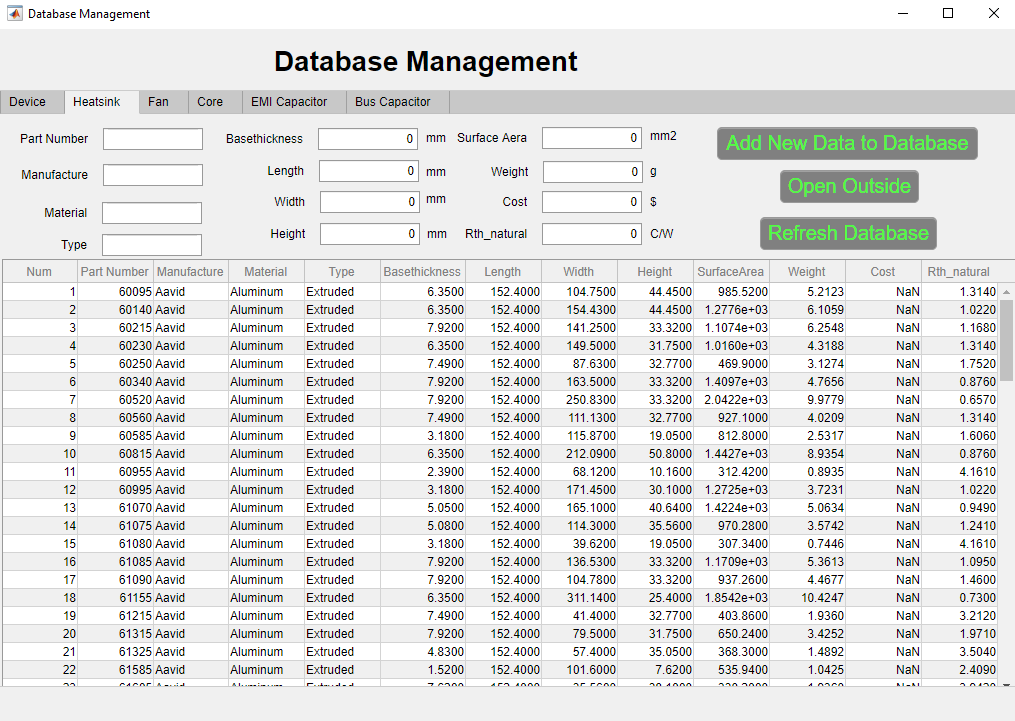 Database Management
Database Management
Device Heatsink Fan Core EMI Capacitor Bus Capacitor
Part Number Basethickness 0 mm Surface Aera 0 mm2 Add New Data to Database
Manufacture Length 0 mm Weight 0 g Open Outside
Material Width 0 mm Cost 0 $
Type Height 0 mm Rth_natural 0 C/W Refresh Database
Num Part Number Manufacture Material Type Basethickness Length Width Height SurfaceArea Weight Cost Rth_natural
1 60095 Aavid Aluminum Extruded 6.3500 152.4000 104.7500 44.4500 985.5200 5.2123 NaN 1.3140
2 60140 Aavid Aluminum Extruded 6.3500 152.4000 154.4300 44.4500 1.2776e+03 6.1059 NaN 1.0220
3 60215 Aavid Aluminum Extruded 7.9200 152.4000 141.2500 33.3200 1.1074e+03 6.2548 NaN 1.1680
4 60230 Aavid Aluminum Extruded 6.3500 152.4000 149.5000 31.7500 1.0160e+03 4.3188 NaN 1.3140
5 60250 Aavid Aluminum Extruded 7.4900 152.4000 87.6300 32.7700 469.9000 3.1274 NaN 1.7520
6 60340 Aavid Aluminum Extruded 7.9200 152.4000 163.5000 33.3200 1.4097e+03 4.7656 NaN 0.8760
7 60520 Aavid Aluminum Extruded 7.9200 152.4000 250.8300 33.3200 2.0422e+03 9.9779 NaN 0.6570
8 60560 Aavid Aluminum Extruded 7.4900 152.4000 111.1300 32.7700 927.1000 4.0209 NaN 1.3140
9 60585 Aavid Aluminum Extruded 3.1800 152.4000 115.8700 19.0500 812.8000 2.5317 NaN 1.6060
10 60815 Aavid Aluminum Extruded 6.3500 152.4000 212.0900 50.8000 1.4427e+03 8.9354 NaN 0.8760
11 60955 Aavid Aluminum Extruded 2.3900 152.4000 68.1200 10.1600 312.4200 0.8935 NaN 4.1610
12 60995 Aavid Aluminum Extruded 3.1800 152.4000 171.4500 30.1000 1.2725e+03 3.7231 NaN 1.0220
13 61070 Aavid Aluminum Extruded 5.0500 152.4000 165.1000 40.6400 1.4224e+03 5.0634 NaN 0.9490
14 61075 Aavid Aluminum Extruded 5.0800 152.4000 114.3000 35.5600 970.2800 3.5742 NaN 1.2410
15 61080 Aavid Aluminum Extruded 3.1800 152.4000 39.6200 19.0500 307.3400 0.7446 NaN 4.1610
16 61085 Aavid Aluminum Extruded 7.9200 152.4000 136.5300 33.3200 1.1709e+03 5.3613 NaN 1.0950
17 61090 Aavid Aluminum Extruded 7.9200 152.4000 104.7800 33.3200 937.2600 4.4677 NaN 1.4600
18 61155 Aavid Aluminum Extruded 6.3500 152.4000 311.1400 25.4000 1.8542e+03 10.4247 NaN 0.7300
19 61215 Aavid Aluminum Extruded 7.4900 152.4000 41.4000 32.7700 403.8600 1.9360 NaN 3.2120
20 61315 Aavid Aluminum Extruded 7.9200 152.4000 79.5000 31.7500 650.2400 3.4252 NaN 1.9710
21 61325 Aavid Aluminum Extruded 4.8300 152.4000 57.4000 35.0500 368.3000 1.4892 NaN 3.5040
22 61585 Aavid Aluminum Extruded 1.5200 152.4000 101.6000 7.6200 535.9400 1.0425 NaN 2.4090